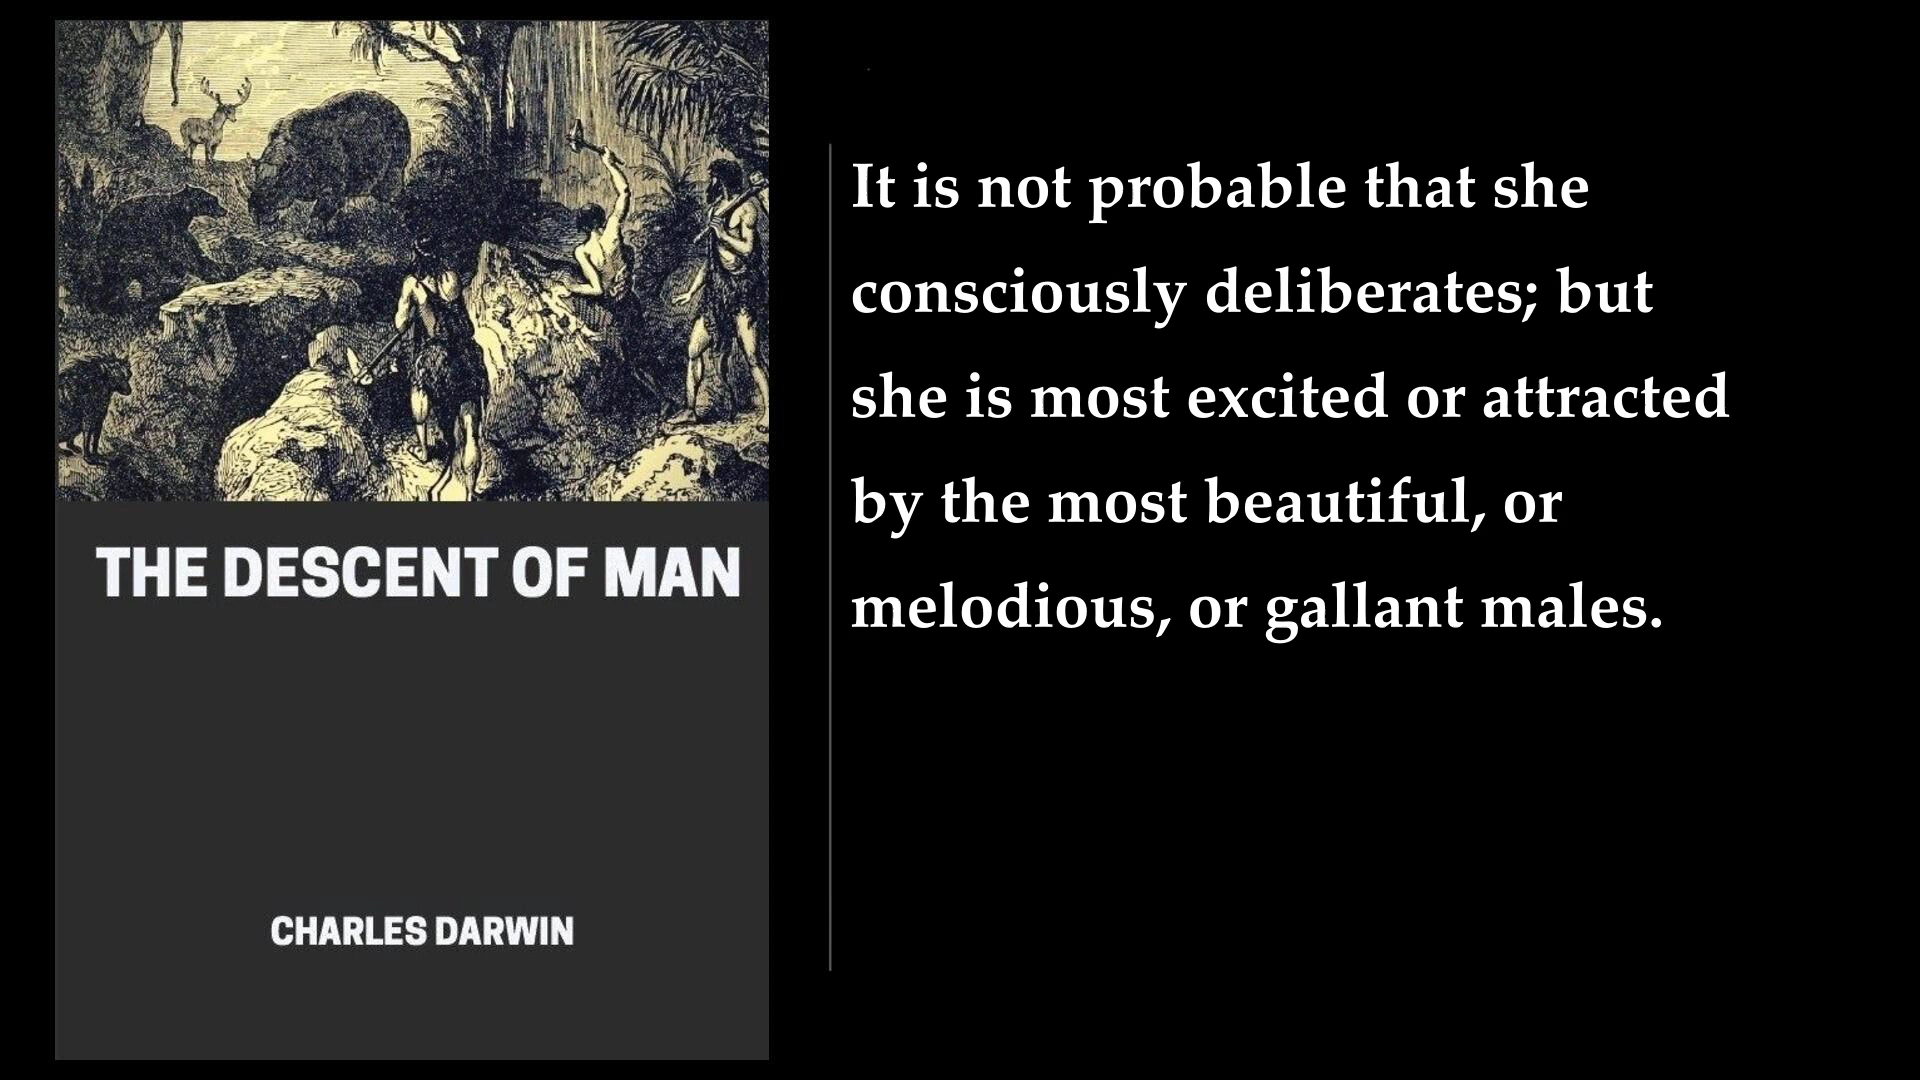 THE DESCENT OF MAN
CHARLES DARWIN
It is not probable that she
consciously deliberates; but
she is most excited or attracted
by the most beautiful, or
melodious, or gallant males.